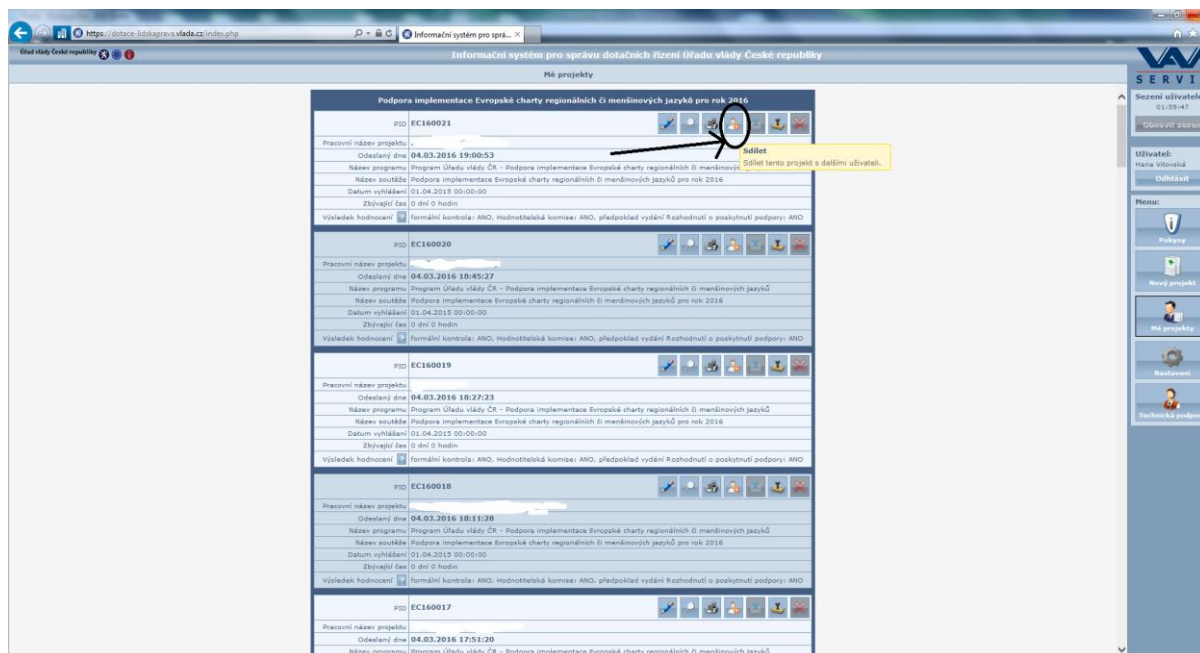 https://dotace-lidskaprava.vlada.cz/index.php
Informační systém pro sprá...
Úřad vlády České republiky
Informační systém pro správu dotačních řízení Úřadu vlády České republiky
Mé projekty
SERVI
Sezení uživatele
01:59:47
Obnovit sezení
Uživatel:
Hana Vítovská
Odhlásit
Menu:
Pokyny
Nový projekt
Mé projekty
Nastavení
Technická podpora
Podpora implementace Evropské charty regionálních či menšinových jazyků pro rok 2016
PID EC160021
Sdílet
Sdílet tento projekt s dalšími uživateli.
Pracovní název projektu
Odeslaný dne 04.03.2016 19:00:53
Název programu Program Úřadu vlády ČR - Podpora implementace Evropské charty regionálních či menšinových
Název soutěže Podpora implementace Evropské charty regionálních či menšinových jazyků pro rok 2016
Datum vyhlášení 01.04.2015 00:00:00
Zbývající čas 0 dní 0 hodin
Výsledek hodnocení ? formální kontrola: ANO, Hodnotitelská komise: ANO, předpoklad vydání Rozhodnutí o poskytnutí podpory: ANO
PID EC160020
Pracovní název projektu
Odeslaný dne 04.03.2016 18:45:27
Název programu Program Úřadu vlády ČR - Podpora implementace Evropské charty regionálních či menšinových jazyků
Název soutěže Podpora implementace Evropské charty regionálních či menšinových jazyků pro rok 2016
Datum vyhlášení 01.04.2015 00:00:00
Zbývající čas 0 dní 0 hodin
Výsledek hodnocení ? formální kontrola: ANO, Hodnotitelská komise: ANO, předpoklad vydání Rozhodnutí o poskytnutí podpory: ANO
PID EC160019
Pracovní název projektu
Odeslaný dne 04.03.2016 18:27:23
Název programu Program Úřadu vlády ČR - Podpora implementace Evropské charty regionálních či menšinových jazyků
Název soutěže Podpora implementace Evropské charty regionálních či menšinových jazyků pro rok 2016
Datum vyhlášení 01.04.2015 00:00:00
Zbývající čas 0 dní 0 hodin
Výsledek hodnocení ? formální kontrola: ANO, Hodnotitelská komise: ANO, předpoklad vydání Rozhodnutí o poskytnutí podpory: ANO
PID EC160018
Pracovní název projektu
Odeslaný dne 04.03.2016 18:11:28
Název programu Program Úřadu vlády ČR - Podpora implementace Evropské charty regionálních či menšinových jazyků
Název soutěže Podpora implementace Evropské charty regionálních či menšinových jazyků pro rok 2016
Datum vyhlášení 01.04.2015 00:00:00
Zbývající čas 0 dní 0 hodin
Výsledek hodnocení ? formální kontrola: ANO, Hodnotitelská komise: ANO, předpoklad vydání Rozhodnutí o poskytnutí podpory: ANO
PID EC160017
Pracovní název projektu
Odeslaný dne 04.03.2016 17:51:20
Název programu Program Úřadu vlády ČR - Podpora implementace Evropské charty regionálních či menšinových jazyků